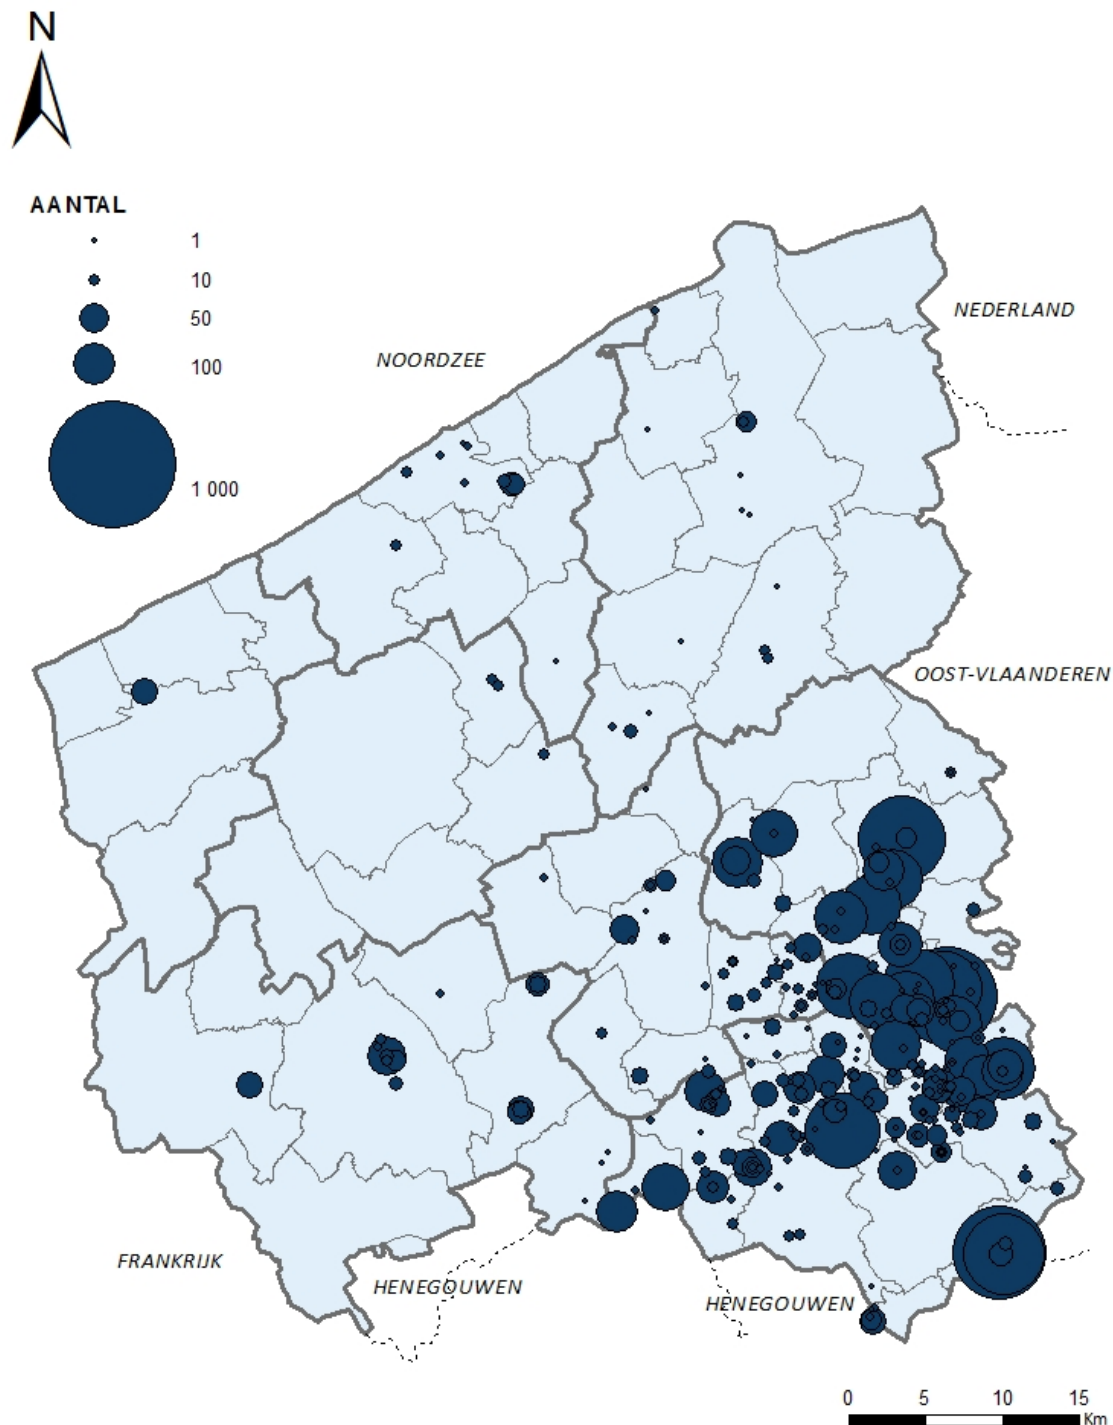 N
AANTAL
1
10
50
100
1 000
NEDERLAND
NOORDZEE
OOST-VLAANDEREN
FRANKRIJK
HENEGOUWEN
HENEGOUWEN
0 5 10 15
Km